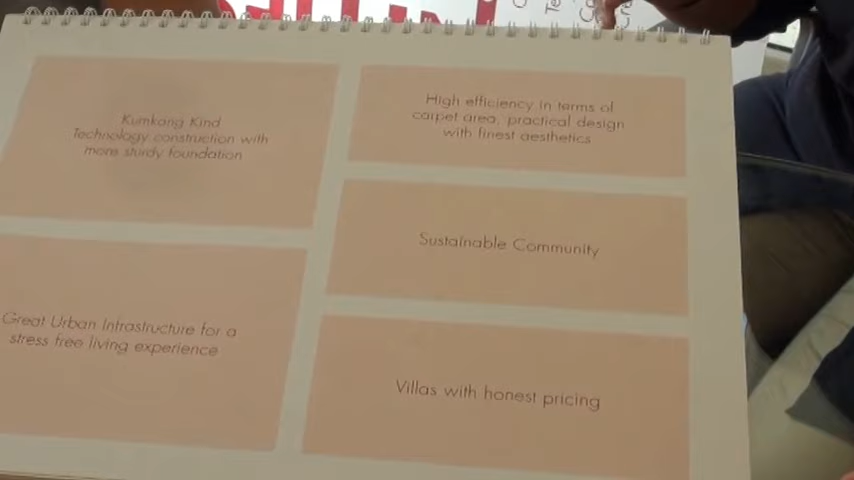 Kumkang Kind
Technology construction with
more sturdy foundation
Great Urban Infrastructure for a
stress free living experience
High efficiency in terms of
carpet area, practical design
with finest aesthetics
Sustainable Community
Villas with honest pricing